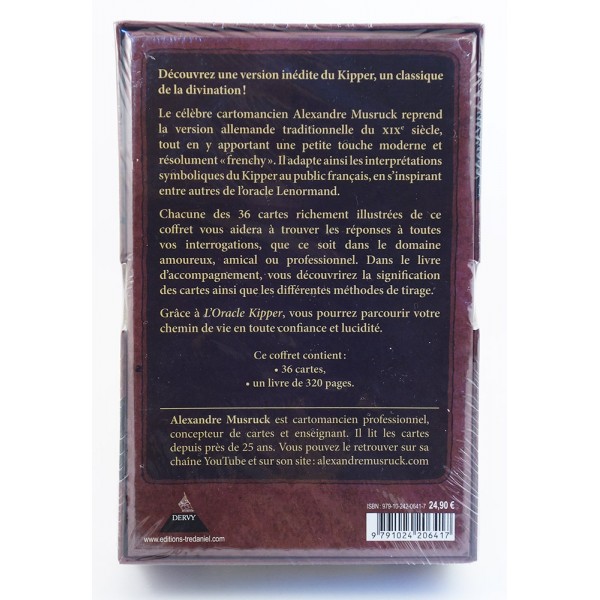 Découvrez une version inédite du Kipper, un classique
de la divination !
Le célèbre cartomancien Alexandre Musruck reprend
la version allemande traditionnelle du XIXe siècle,
tout en y apportant une petite touche moderne et
résolument « frenchy ». Il adapte ainsi les interprétations
symboliques du Kipper au public français, en s'inspirant
entre autres de l'oracle Lenormand.
Chacune des 36 cartes richement illustrées de ce
coffret vous aidera à trouver les réponses à toutes
vos interrogations, que ce soit dans le domaine
amoureux, amical ou professionnel. Dans le livre
d'accompagnement, vous découvrirez la signification
des cartes ainsi que les différentes méthodes de tirage.
Grâce à L'Oracle Kipper, vous pourrez parcourir votre
chemin de vie en toute confiance et lucidité.
Ce coffret contient :
• 36 cartes,
• un livre de 320 pages.
Alexandre Musruck est cartomancien professionnel,
concepteur de cartes et enseignant. Il lit les cartes
depuis près de 25 ans. Vous pouvez le retrouver sur sa
chaîne YouTube et sur son site : alexandremusruck.com
DERVY
www.editions-tredaniel.com
ISBN : 979-10-242-0641-7 24,90 €
9 791024 206417